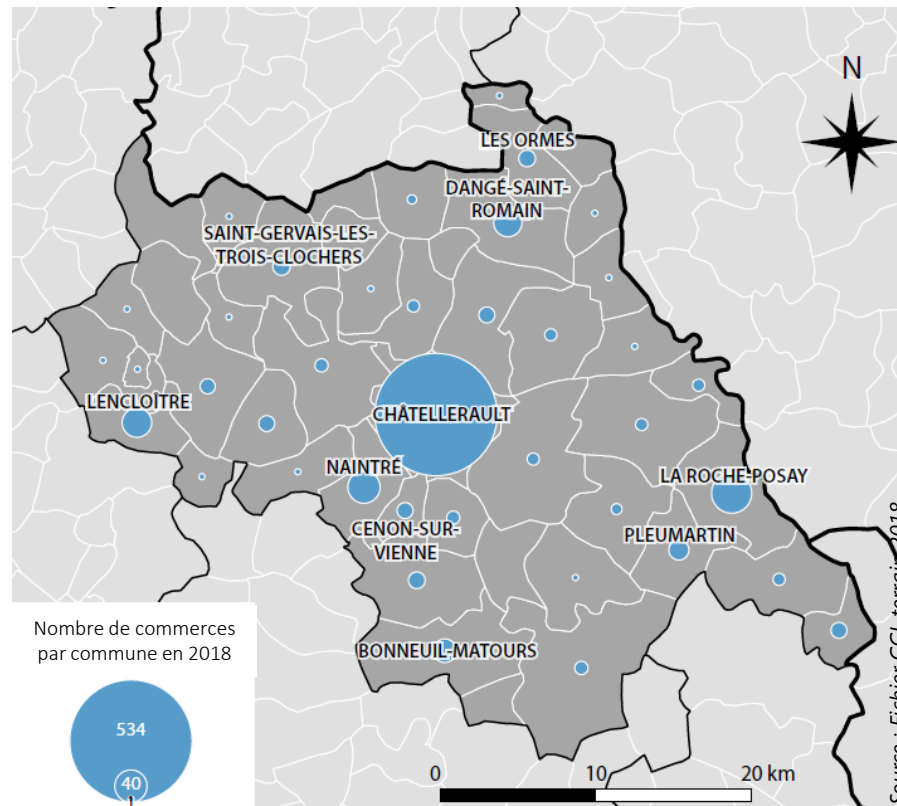 N
LES ORMES
DANGÉ-SAINT-
ROMAIN
SAINT-GERVAIS-LES-
TROIS-CLOCHERS
LENCLOÎTRE
CHÂTELLERAULT
NAINTRÉ
LA ROCHE-POSAY
CENON-SUR-
VIENNE
PLEUMARTIN
BONNEUIL-MATOURS
Nombre de commerces
par commune en 2018
534
40
1
0 10 20 km
Source : Fichier CCI, terrain 2018